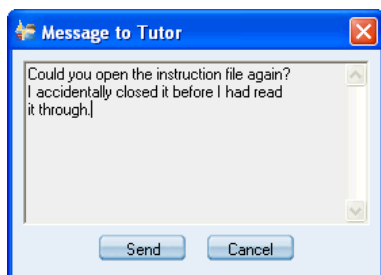 Message to Tutor
Could you open the instruction file again?
I accidentally closed it before I had read
it through.
Send
Cancel